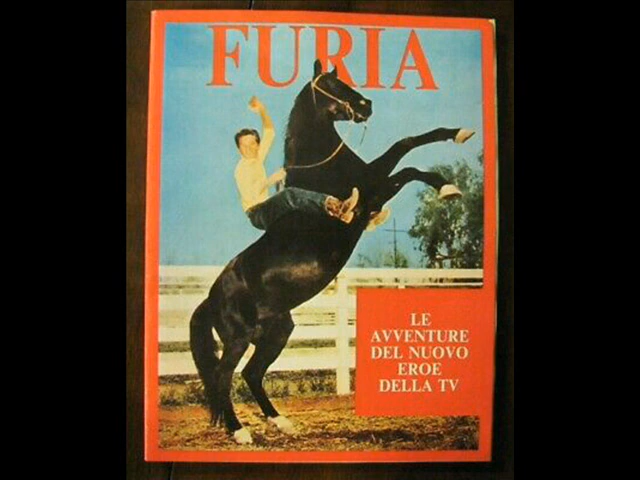 FURIA
LE
AVVENTURE
DEL NUOVO
EROE
DELLA TV